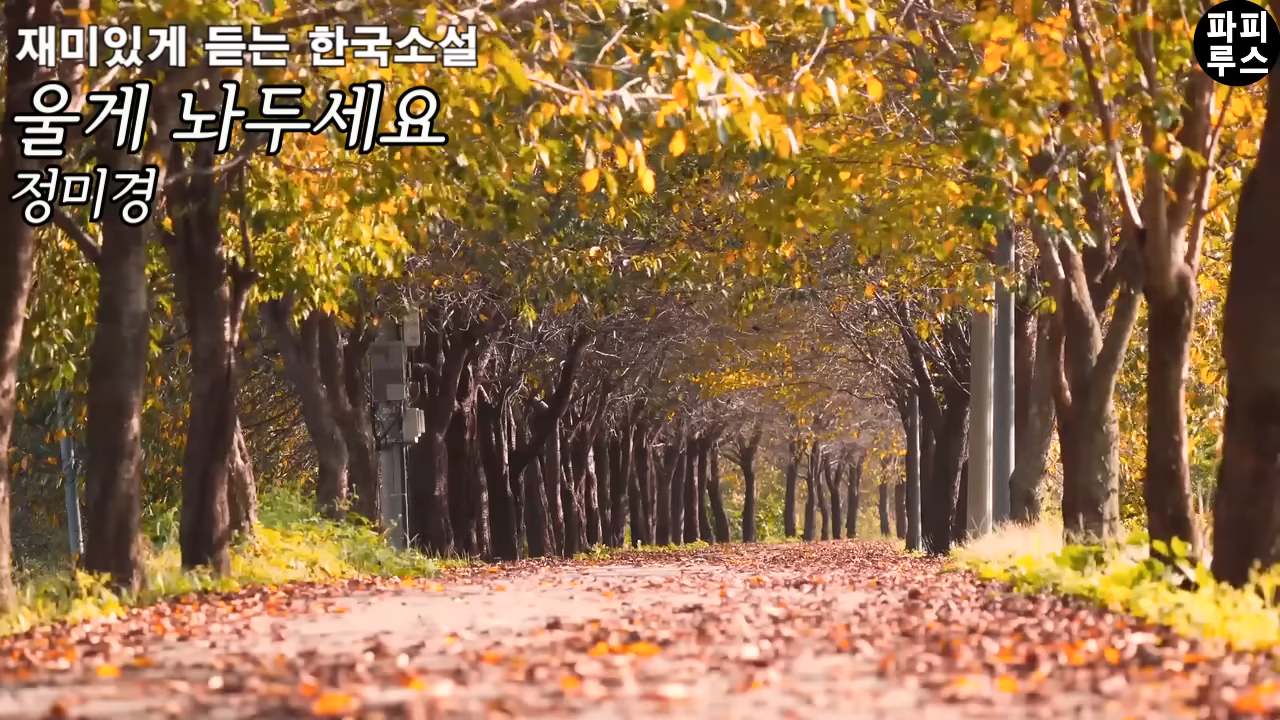 재미있게 듣는 한국소설
울게 놔두세요
정미경
파피
루스